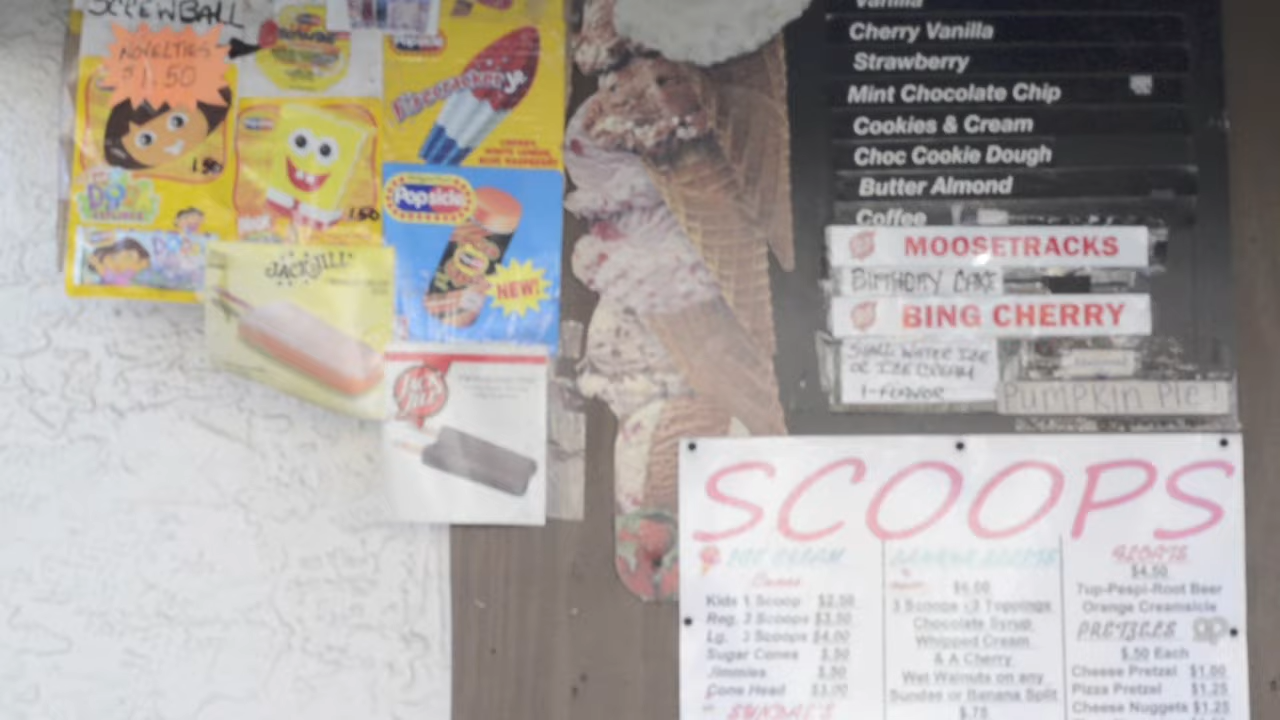 SCREWBALL
NOVELTIES
$1.50
1.50
1.50
Popsicle
NEW!
JACK & JILL
JACK & JILL
Vanilla
Cherry Vanilla
Strawberry
Mint Chocolate Chip
Cookies & Cream
Choc Cookie Dough
Butter Almond
Coffee
MOOSETRACKS
BIRTHDAY CAKE
BING CHERRY
SMALL WATER ICE
OR ICE CREAM
1-FLAVOR
Pumpkin Pie!
SCOOPS
ICE CREAM
Cones
Kids 1 Scoop $2.50
Reg. 2 Scoops $3.50
Lg. 3 Scoops $4.00
Sugar Cones $.50
Jimmies $.50
Cone Head $3.00
SUNDAE'S
$6.00
3 Scoops -3 Toppings
Chocolate Syrup
Whipped Cream
& A Cherry
Wet Walnuts on any
Sundae or Banana Split
$.75
FLOATS
$4.50
7up-Pespi-Root Beer
Orange Creamsicle
PRETZELS
$.50 Each
Cheese Pretzel $1.00
Pizza Pretzel $1.25
Cheese Nuggets $1.25